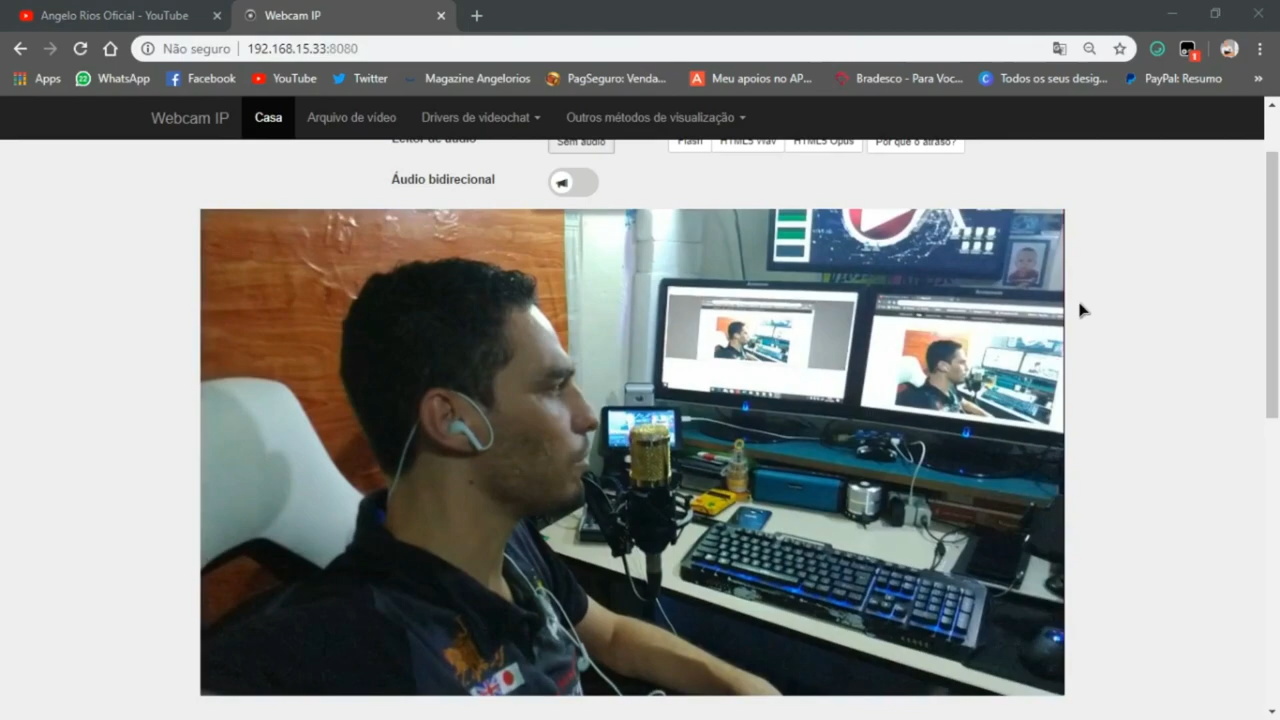 Angelo Rios Oficial - YouTube
Webcam IP
Não seguro
192.168.15.33:8080
Apps
WhatsApp
Facebook
YouTube
Twitter
Magazine Angelorios
PagSeguro: Venda...
Meu apoios no AP...
Bradesco - Para Voc...
Todos os seus desig...
PayPal: Resumo
Webcam IP
Casa
Arquivo de vídeo
Drivers de videochat
Outros métodos de visualização
Leitor de áudio
Sem áudio
Flash
HTML5 Wav
HTML5 Opus
Por que o atraso?
Áudio bidirecional